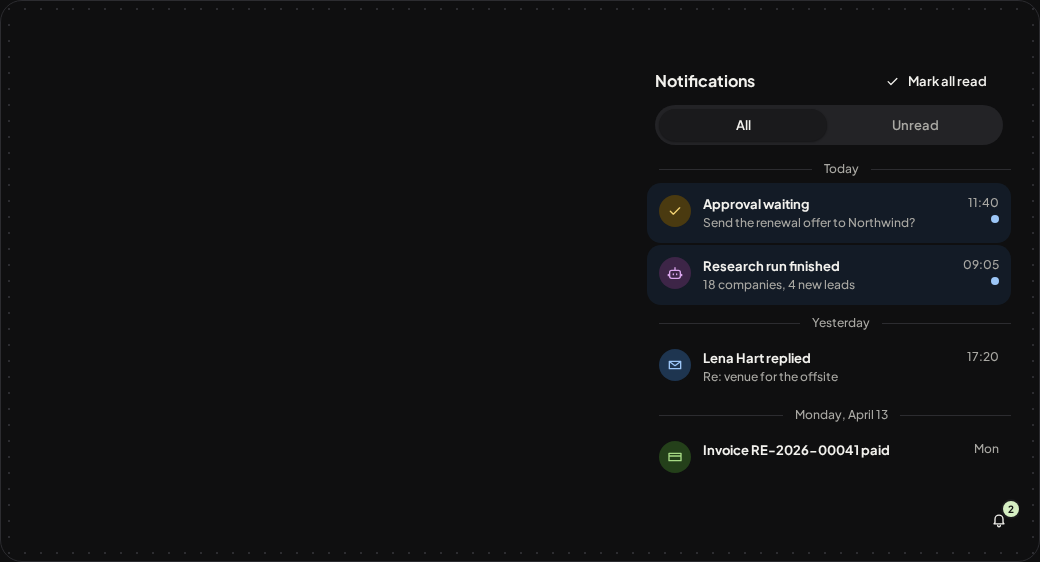 Notifications
Mark all read
All
Unread
Today
Approval waiting
11:40
Send the renewal offer to Northwind?
Research run finished
09:05
18 companies, 4 new leads
Yesterday
Lena Hart replied
17:20
Re: venue for the offsite
Monday, April 13
Invoice RE-2026-00041 paid
Mon
2